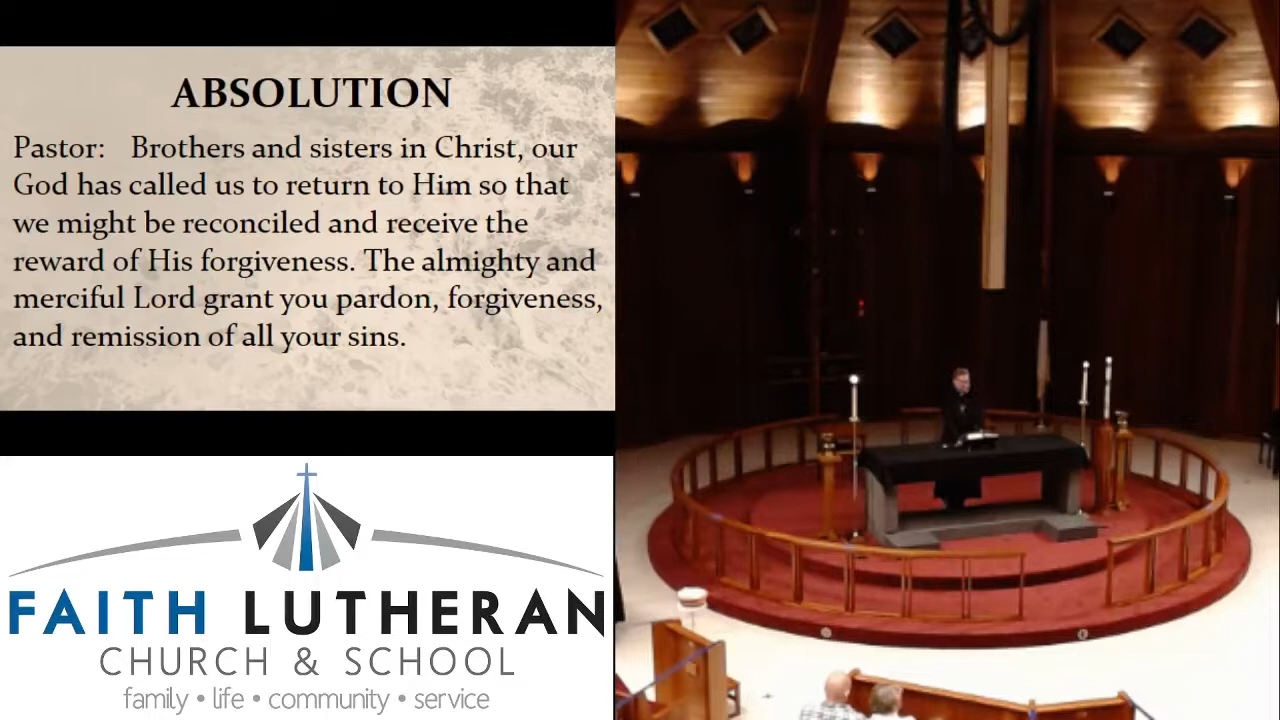 ABSOLUTION
Pastor: Brothers and sisters in Christ, our
God has called us to return to Him so that
we might be reconciled and receive the
reward of His forgiveness. The almighty and
merciful Lord grant you pardon, forgiveness,
and remission of all your sins.
FAITH LUTHERAN
CHURCH & SCHOOL
family • life • community • service